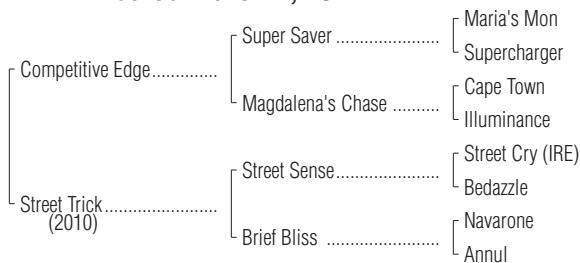 Maria's Mon
Super Saver ......................
Supercharger
Competitive Edge.............
Cape Town
Magdalena's Chase ..........
Illuminance
Street Cry (IRE)
Street Sense......................
Bedazzle
Street Trick.......................
(2010)
Navarone
Brief Bliss ........................
Annul